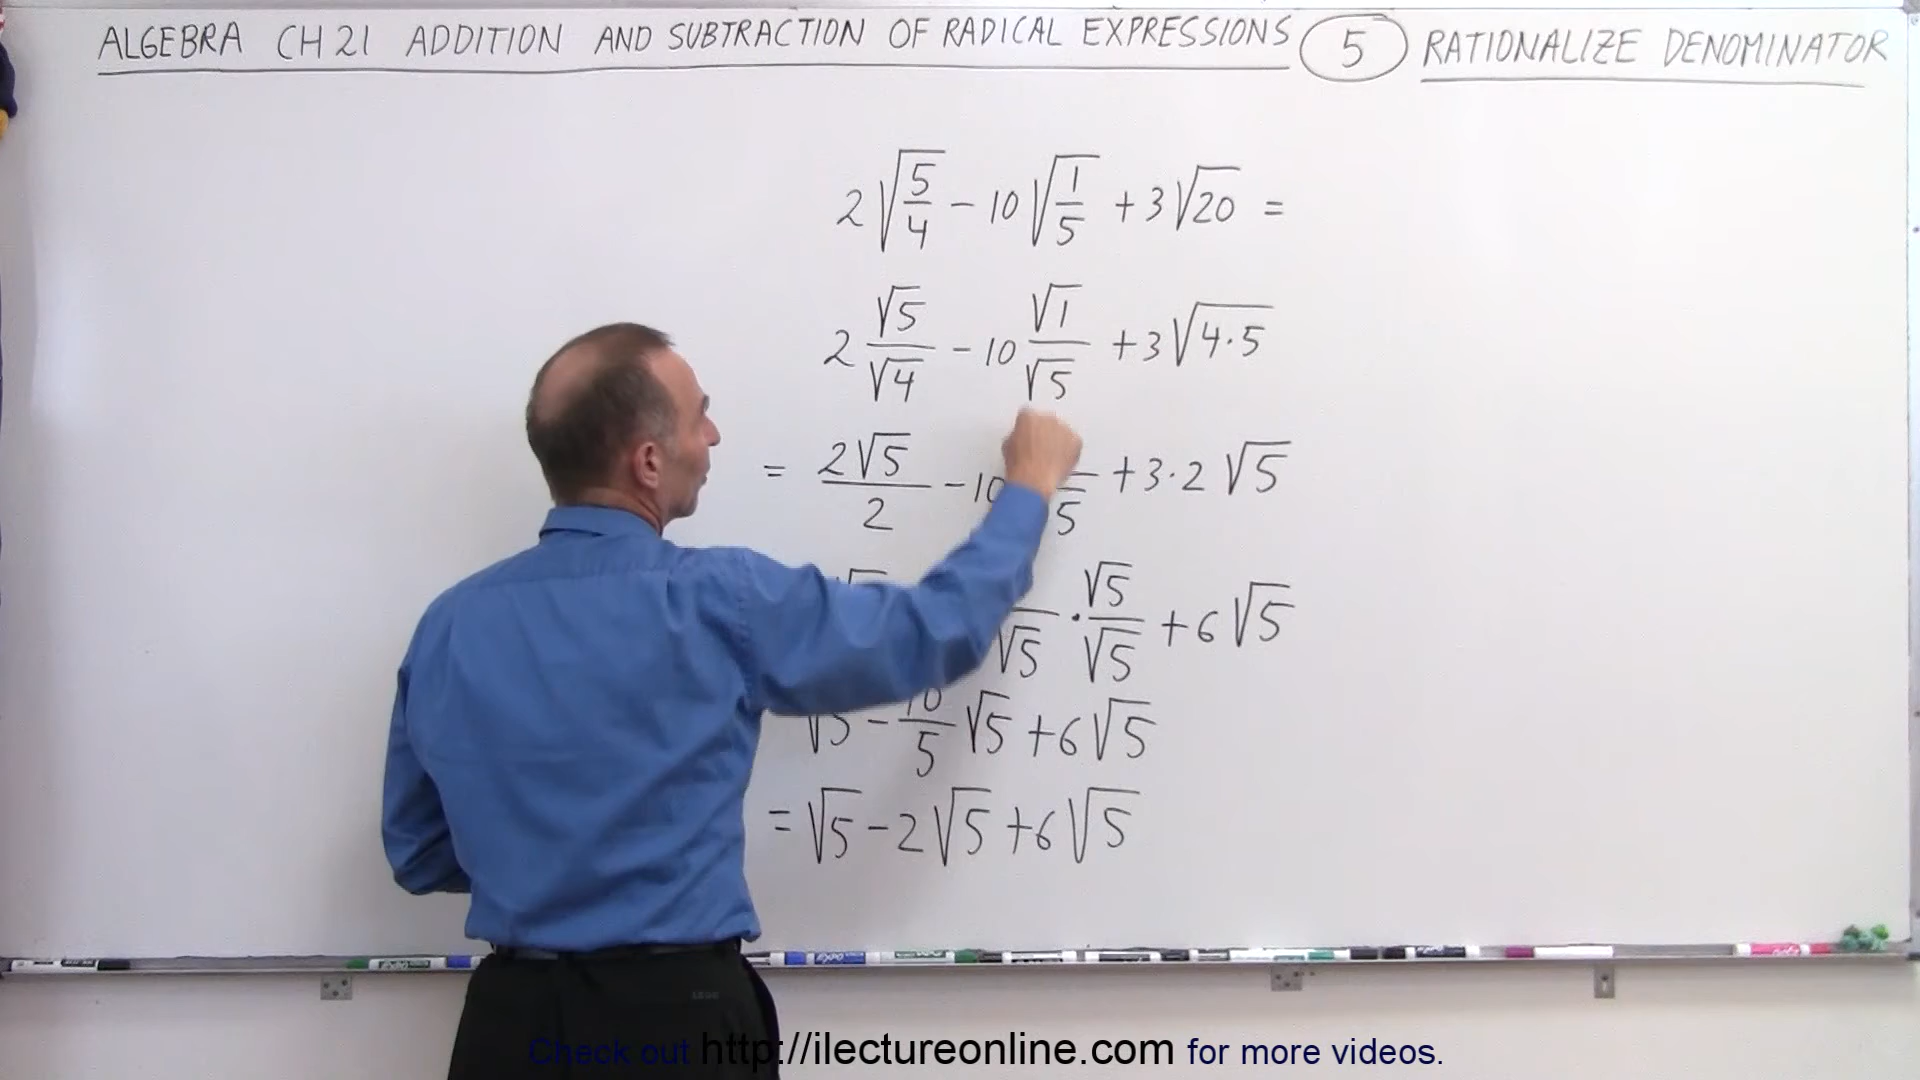 ALGEBRA CH 21 ADDITION AND SUBTRACTION OF RADICAL EXPRESSIONS 5 RATIONALIZE DENOMINATOR
2√(5/4) - 10√(1/5) + 3√20 =
2 √5/√4 - 10 √1/√5 + 3√(4·5)
= 2√5/2 - 10 /5 + 3·2 √5
√5 · √5/√5 + 6√5
√5 - 10/5 √5 + 6√5
= √5 - 2√5 + 6√5
Check out http://ilectureonline.com for more videos.